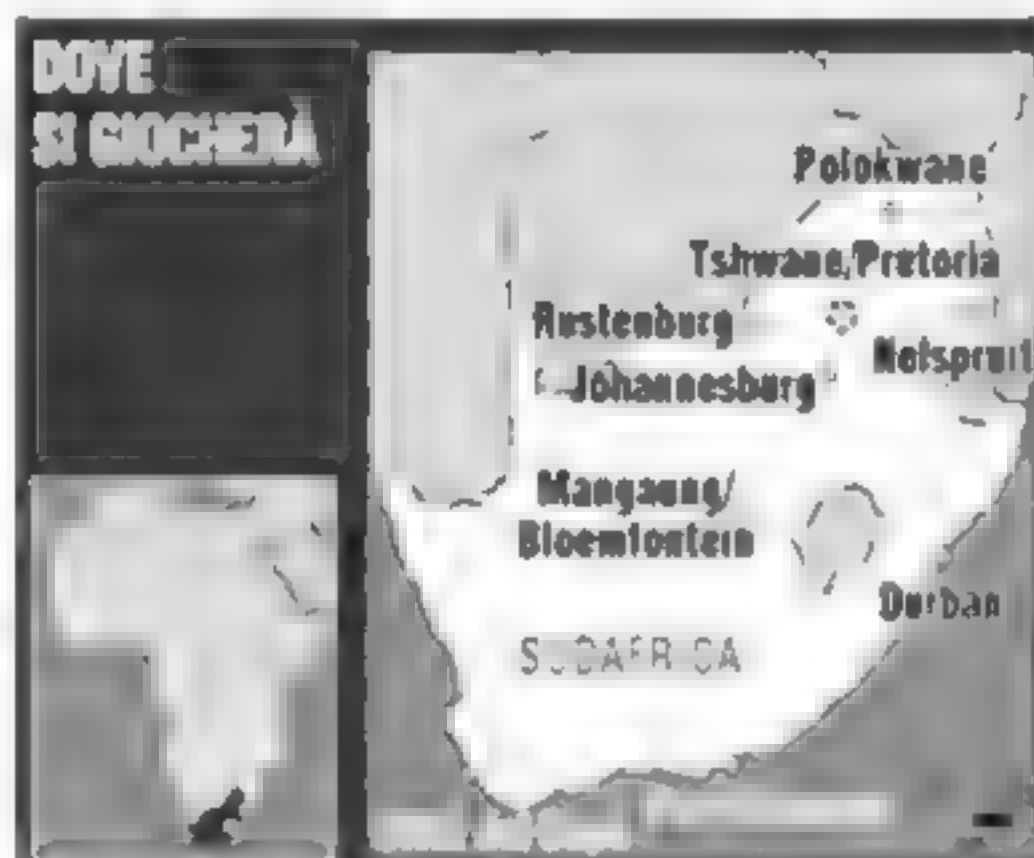 DOVE
SI GIOCHERÀ
Polokwane
Tshwane/Pretoria
Rustenburg
Nelspruit
Johannesburg
Mangaung/
Bloemfontein
Durban
SUDAFRICA